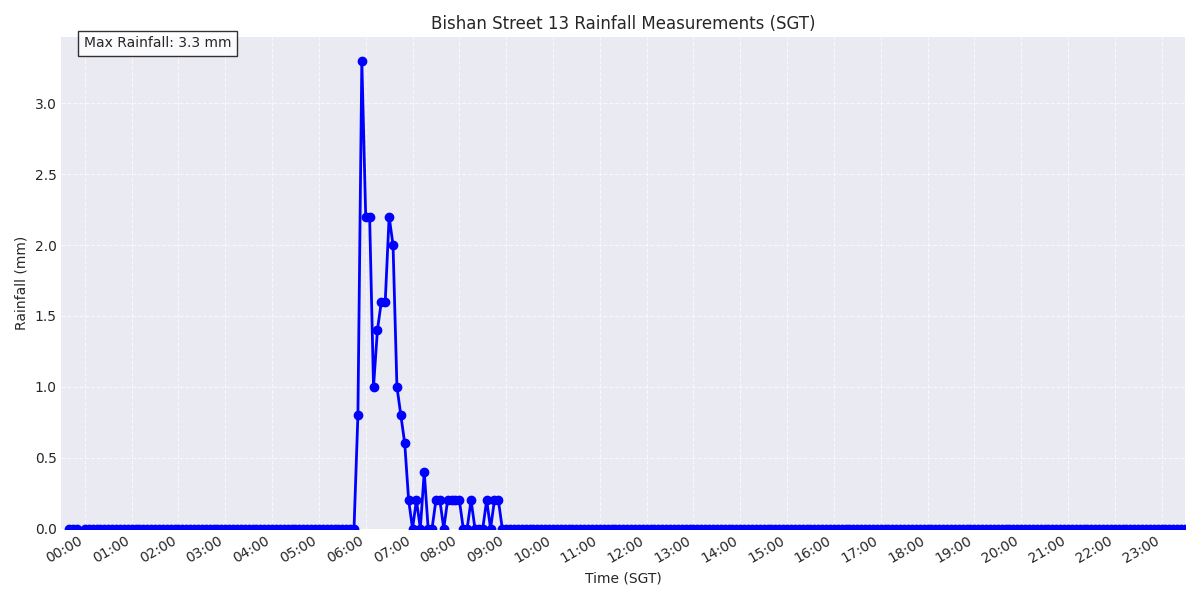 Bishan Street 13 Rainfall Measurements (SGT)
Max Rainfall: 3.3 mm
Rainfall (mm)
3.0
2.5
2.0
1.5
1.0
0.5
0.0
00:00 01:00 02:00 03:00 04:00 05:00 06:00 07:00 08:00 09:00 10:00 11:00 12:00 13:00 14:00 15:00 16:00 17:00 18:00 19:00 20:00 21:00 22:00 23:00
Time (SGT)